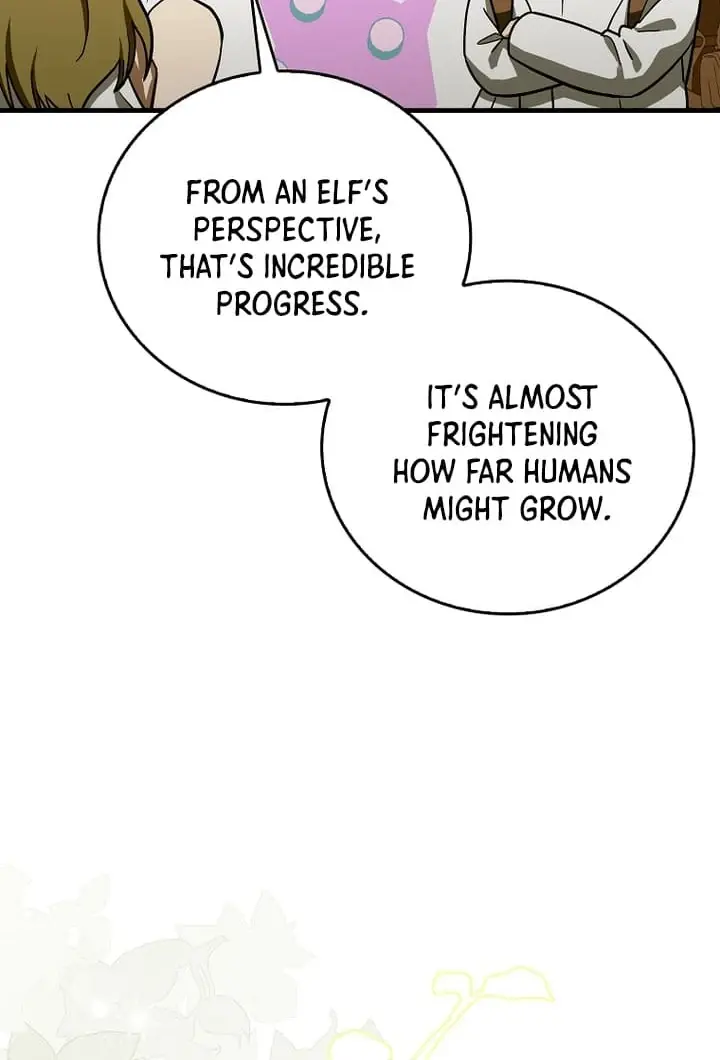 FROM AN ELF'S
PERSPECTIVE,
THAT'S INCREDIBLE
PROGRESS.
IT'S ALMOST
FRIGHTENING
HOW FAR HUMANS
MIGHT GROW.